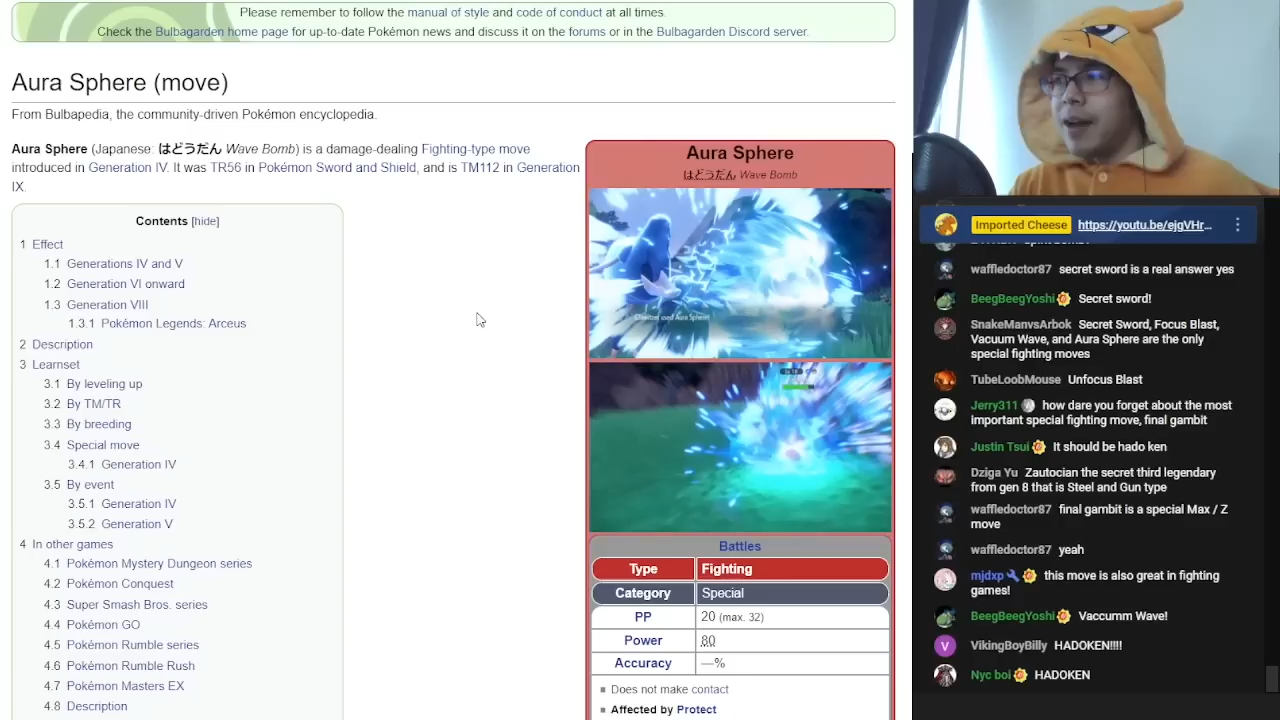 Please remember to follow the manual of style and code of conduct at all times.
Check the Bulbagarden home page for up-to-date Pokémon news and discuss it on the forums or in the Bulbagarden Discord server.
Aura Sphere (move)
From Bulbapedia, the community-driven Pokémon encyclopedia.
Aura Sphere (Japanese: はどうだん Wave Bomb) is a damage-dealing Fighting-type move
introduced in Generation IV. It was TR56 in Pokémon Sword and Shield, and is TM112 in Generation
IX.
Contents [hide]
1 Effect
1.1 Generations IV and V
1.2 Generation VI onward
1.3 Generation VIII
1.3.1 Pokémon Legends: Arceus
2 Description
3 Learnset
3.1 By leveling up
3.2 By TM/TR
3.3 By breeding
3.4 Special move
3.4.1 Generation IV
3.5 By event
3.5.1 Generation IV
3.5.2 Generation V
4 In other games
4.1 Pokémon Mystery Dungeon series
4.2 Pokémon Conquest
4.3 Super Smash Bros. series
4.4 Pokémon GO
4.5 Pokémon Rumble series
4.6 Pokémon Rumble Rush
4.7 Pokémon Masters EX
4.8 Description
Aura Sphere
はどうだん Wave Bomb
used Aura Sphere!
Battles
Type Fighting
Category Special
PP 20 (max. 32)
Power 80
Accuracy —%
Does not make contact
Affected by Protect
Imported Cheese https://youtu.be/ejgVHr...
waffledoctor87 secret sword is a real answer yes
BeegBeegYoshi Secret sword!
SnakeManvsArbok Secret Sword, Focus Blast,
Vacuum Wave, and Aura Sphere are the only
special fighting moves
TubeLoobMouse Unfocus Blast
Jerry311 how dare you forget about the most
important special fighting move, final gambit
Justin Tsui It should be hado ken
Dziga Yu Zautocian the secret third legendary
from gen 8 that is Steel and Gun type
waffledoctor87 final gambit is a special Max / Z
move
waffledoctor87 yeah
mjdxp this move is also great in fighting
games!
BeegBeegYoshi Vaccumm Wave!
V VikingBoyBilly HADOKEN!!!!
Nyc boi HADOKEN